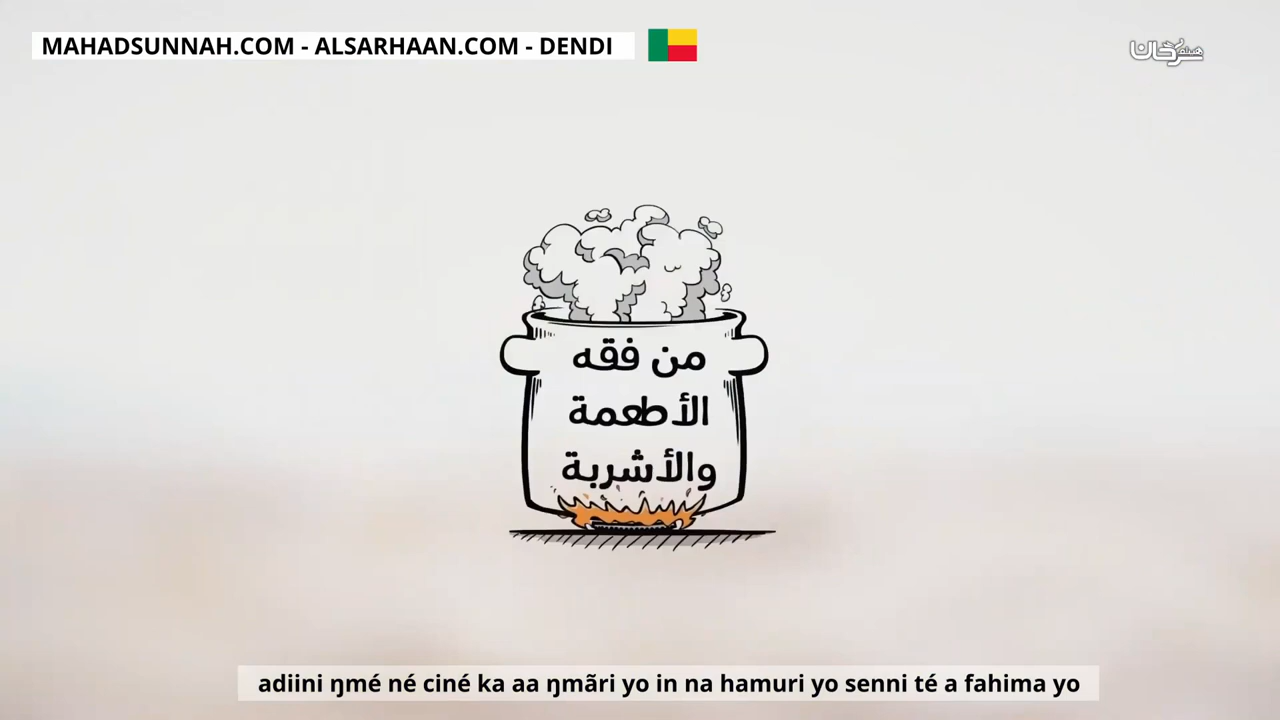 MAHADSUNNAH.COM - ALSARHAAN.COM - DENDI
من فقه
الأطعمة
والأشربة
adiini ŋmé né ciné ka aa ŋmãri yo in na hamuri yo senni té a fahima yo